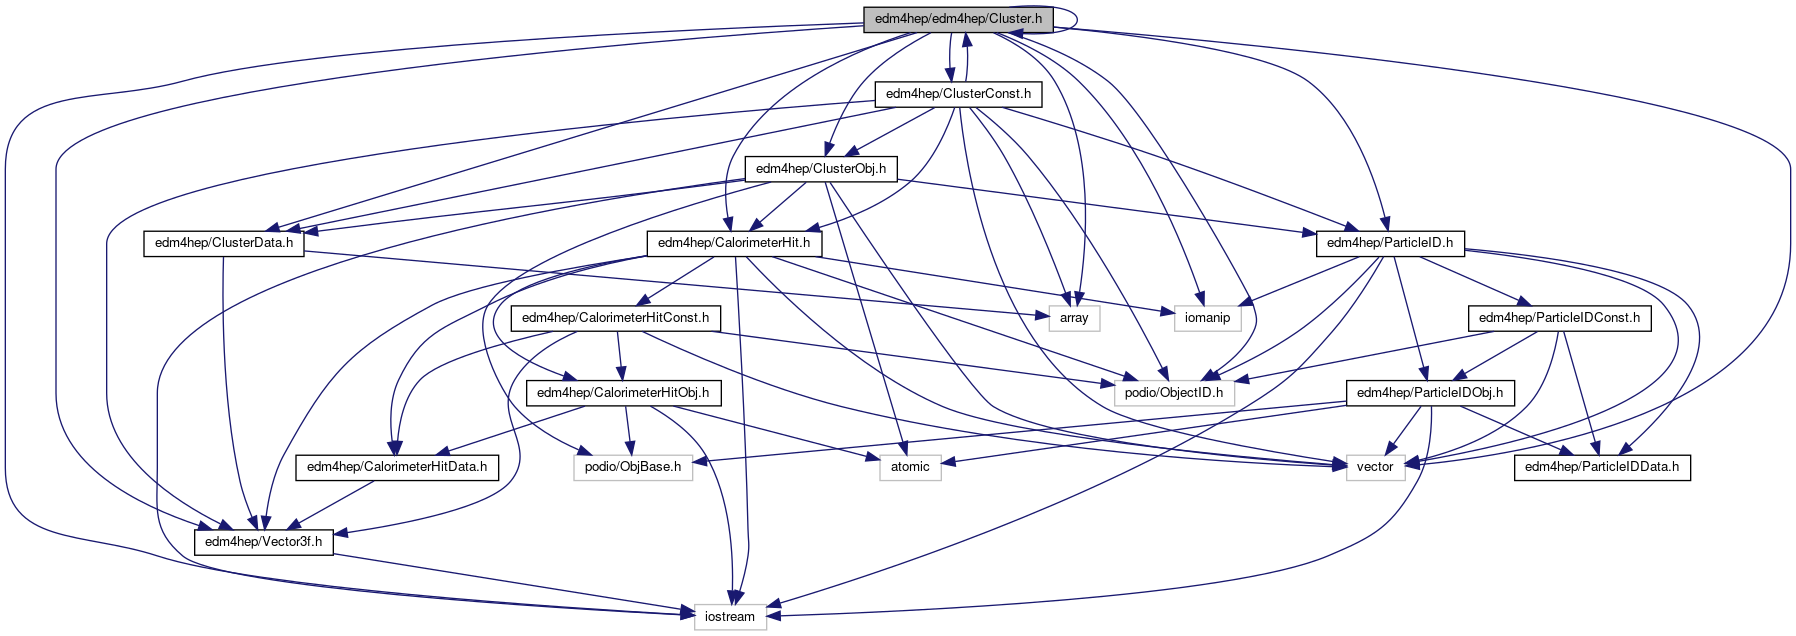 edm4hep/edm4hep/Cluster.h
edm4hep/ClusterConst.h
edm4hep/ClusterObj.h
edm4hep/ClusterData.h
edm4hep/CalorimeterHit.h
edm4hep/ParticleID.h
edm4hep/CalorimeterHitConst.h
array
iomanip
edm4hep/ParticleIDConst.h
edm4hep/CalorimeterHitObj.h
podio/ObjectID.h
edm4hep/ParticleIDObj.h
edm4hep/CalorimeterHitData.h
podio/ObjBase.h
atomic
vector
edm4hep/ParticleIDData.h
edm4hep/Vector3f.h
iostream